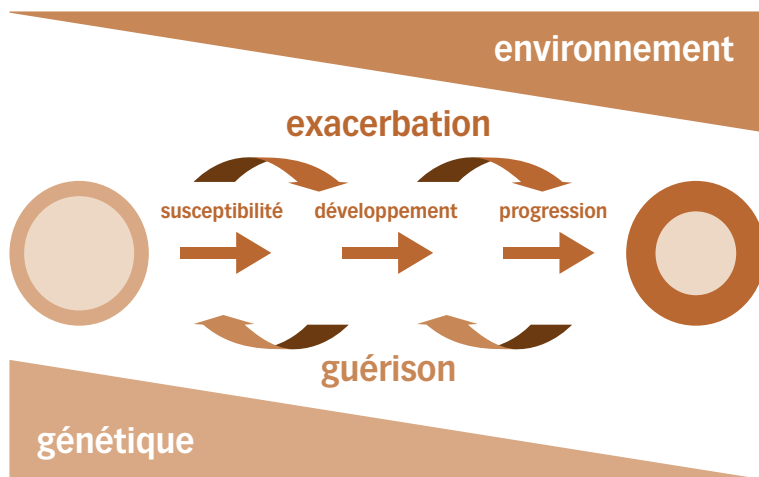 environnement
exacerbation
susceptibilité développement progression
guérison
génétique